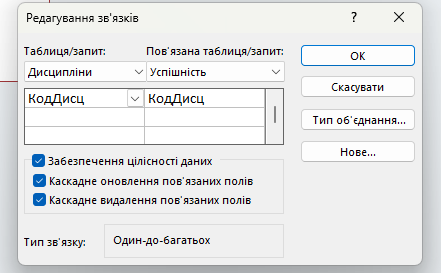 Редагування зв'язків
Таблиця/запит: Пов'язана таблиця/запит:
Дисципліни Успішність
КодДисц КодДисц
Забезпечення цілісності даних
Каскадне оновлення пов'язаних полів
Каскадне видалення пов'язаних полів
Тип зв'язку: Один-до-багатьох
ОК
Скасувати
Тип об'єднання...
Нове...